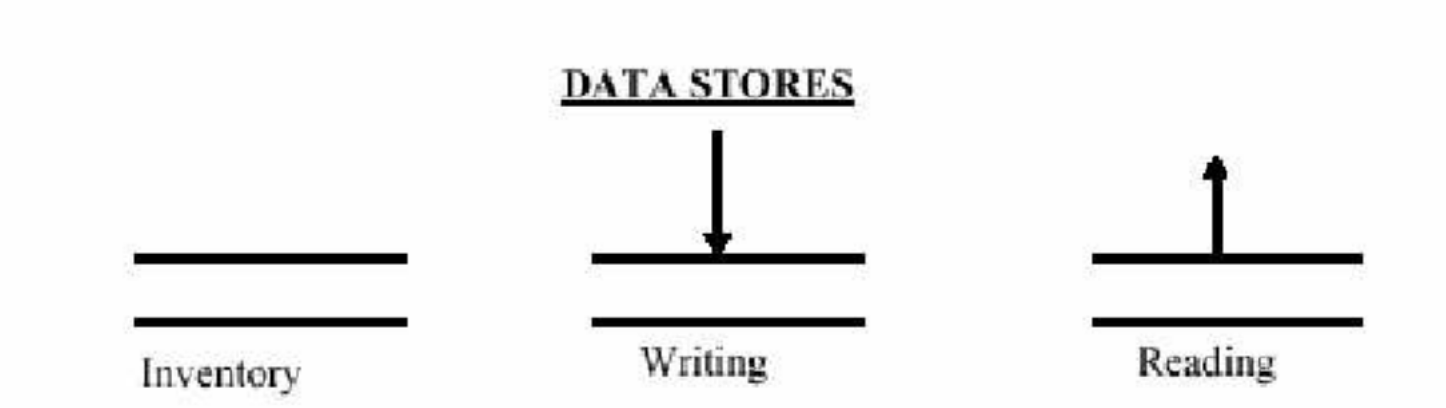 DATA STORES
Inventory
Writing
Reading